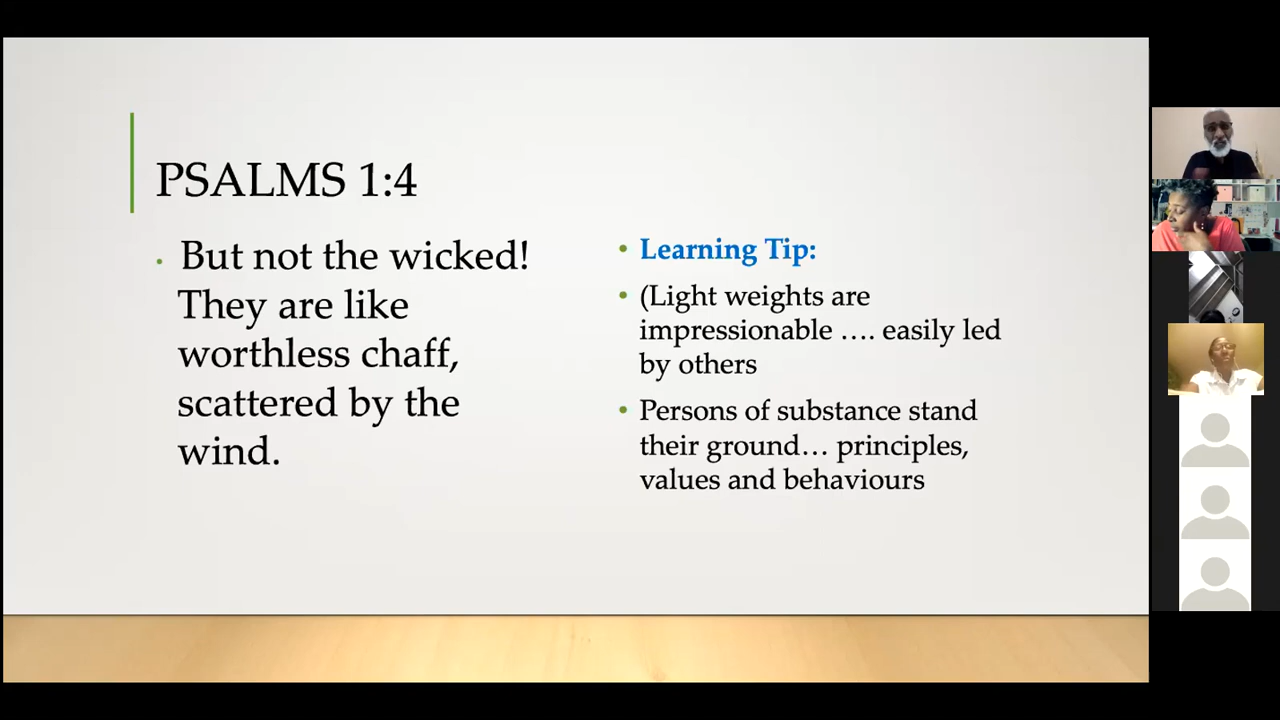 PSALMS 1:4
• But not the wicked!
They are like
worthless chaff,
scattered by the
wind.
• Learning Tip:
• (Light weights are
impressionable …. easily led
by others
• Persons of substance stand
their ground… principles,
values and behaviours